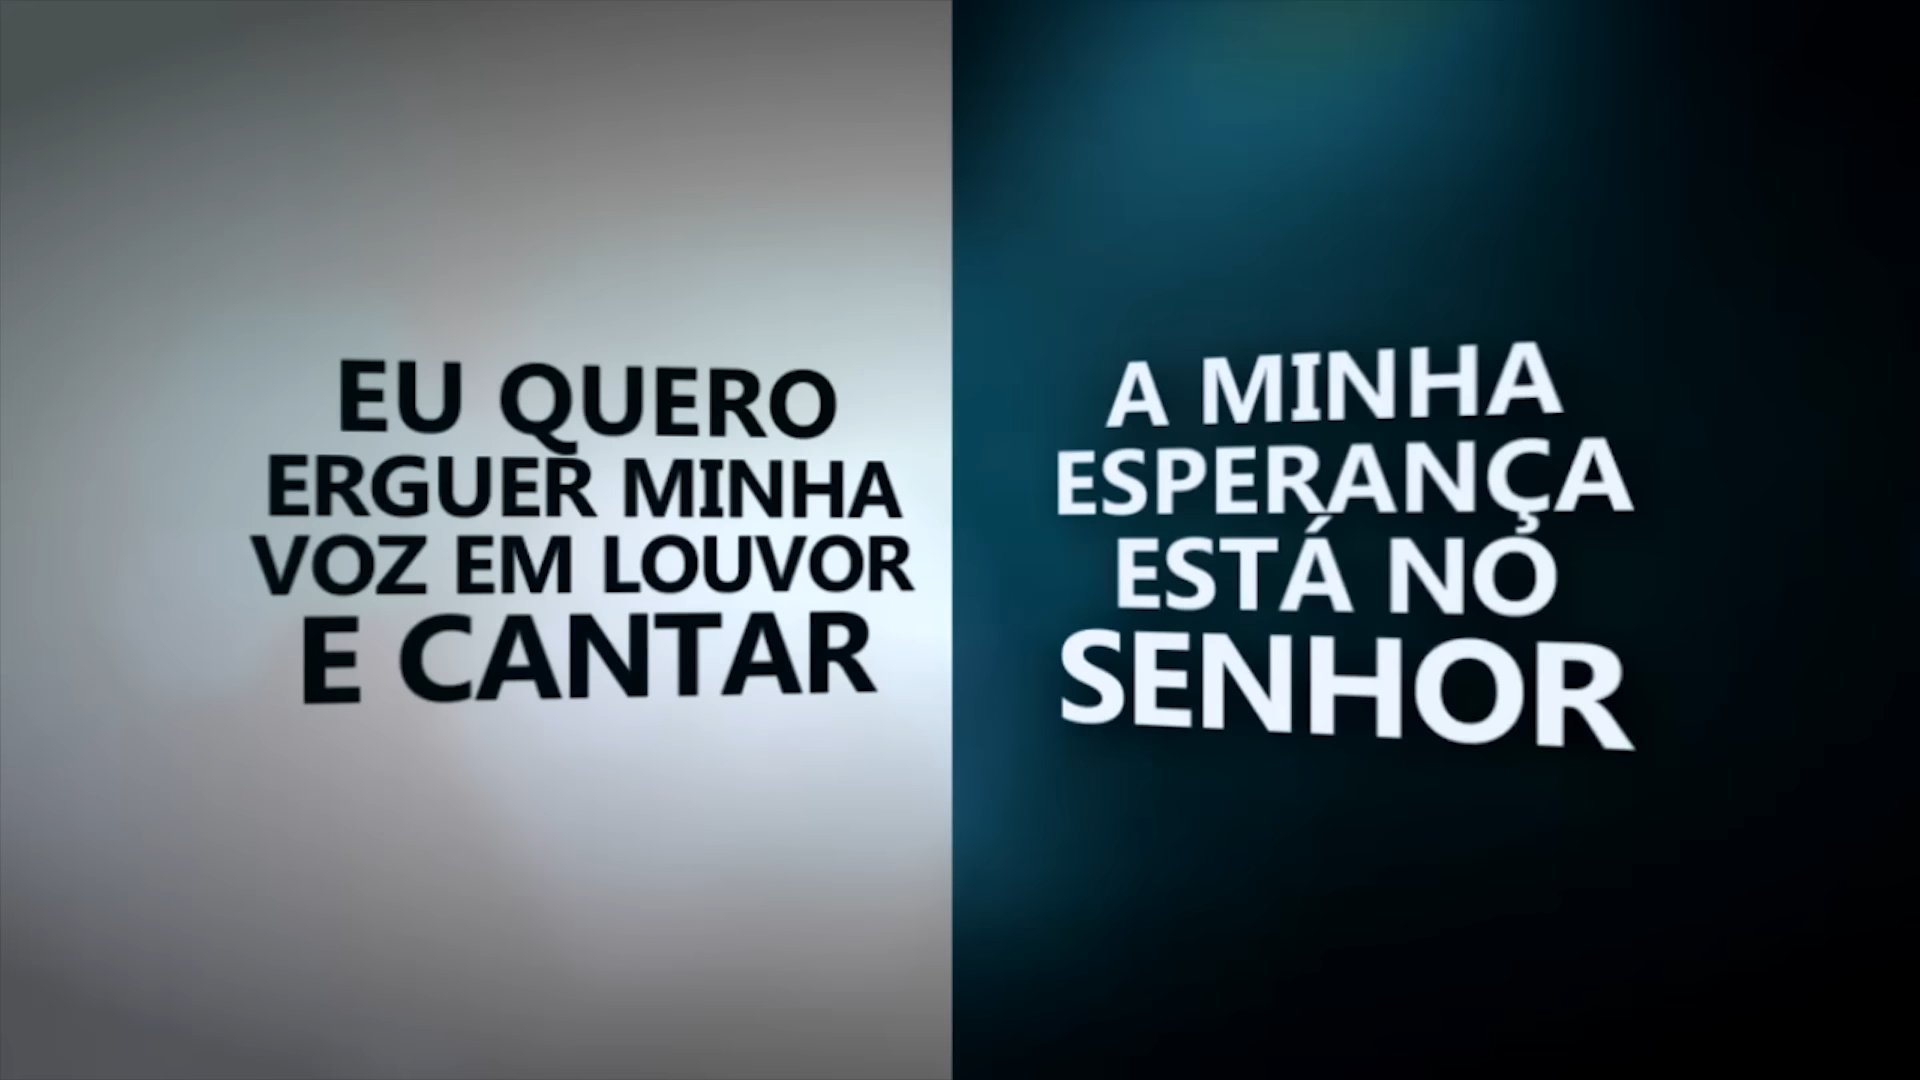 EU QUERO
ERGUER MINHA
VOZ EM LOUVOR
E CANTAR
A MINHA
ESPERANÇA
ESTÁ NO
SENHOR